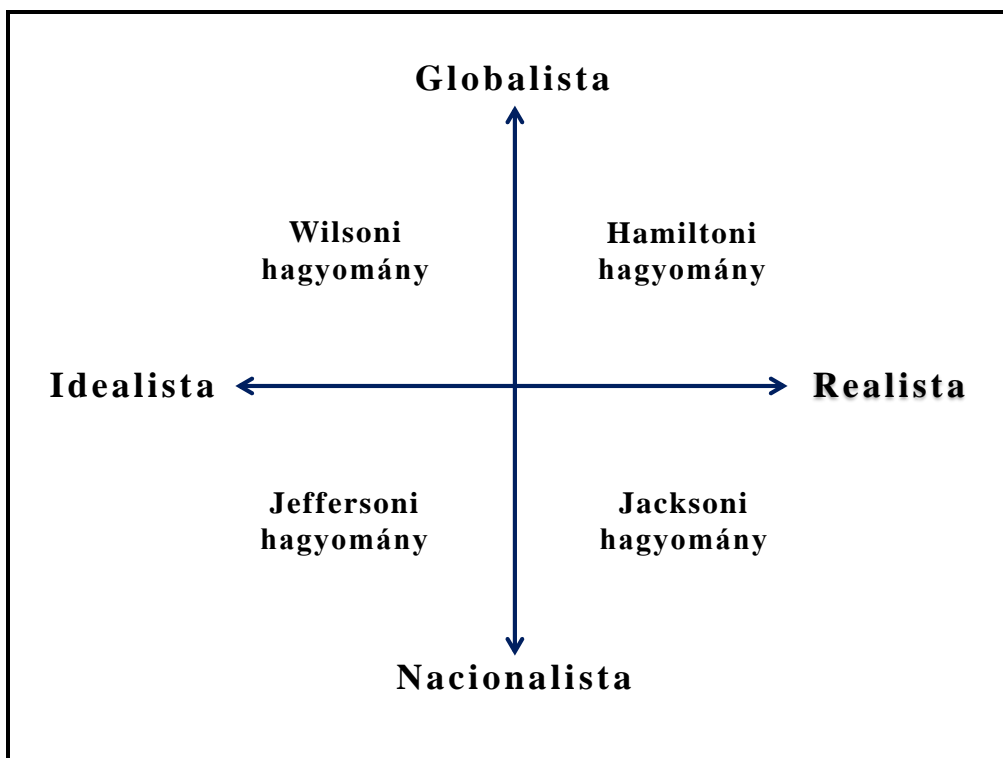 Globalista
Wilsoni
hagyomány
Hamiltoni
hagyomány
Idealista
Realista
Jeffersoni
hagyomány
Jacksoni
hagyomány
Nacionalista